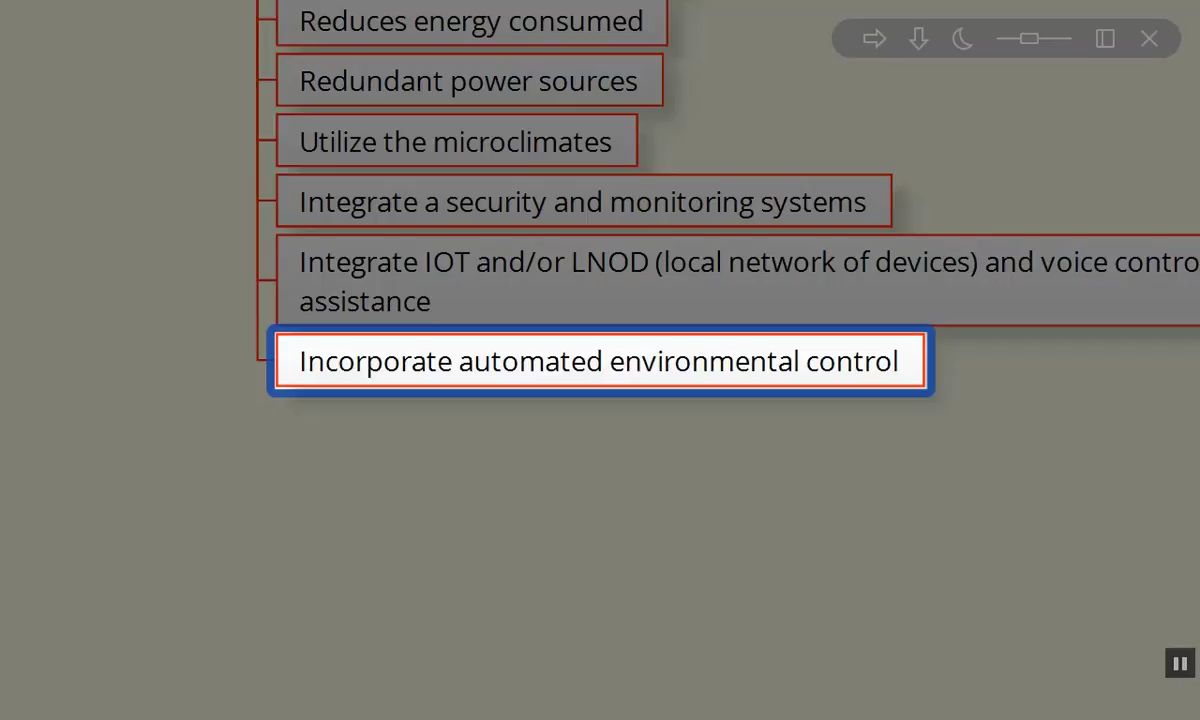 Reduces energy consumed
Redundant power sources
Utilize the microclimates
Integrate a security and monitoring systems
Integrate IOT and/or LNOD (local network of devices) and voice contro
assistance
Incorporate automated environmental control